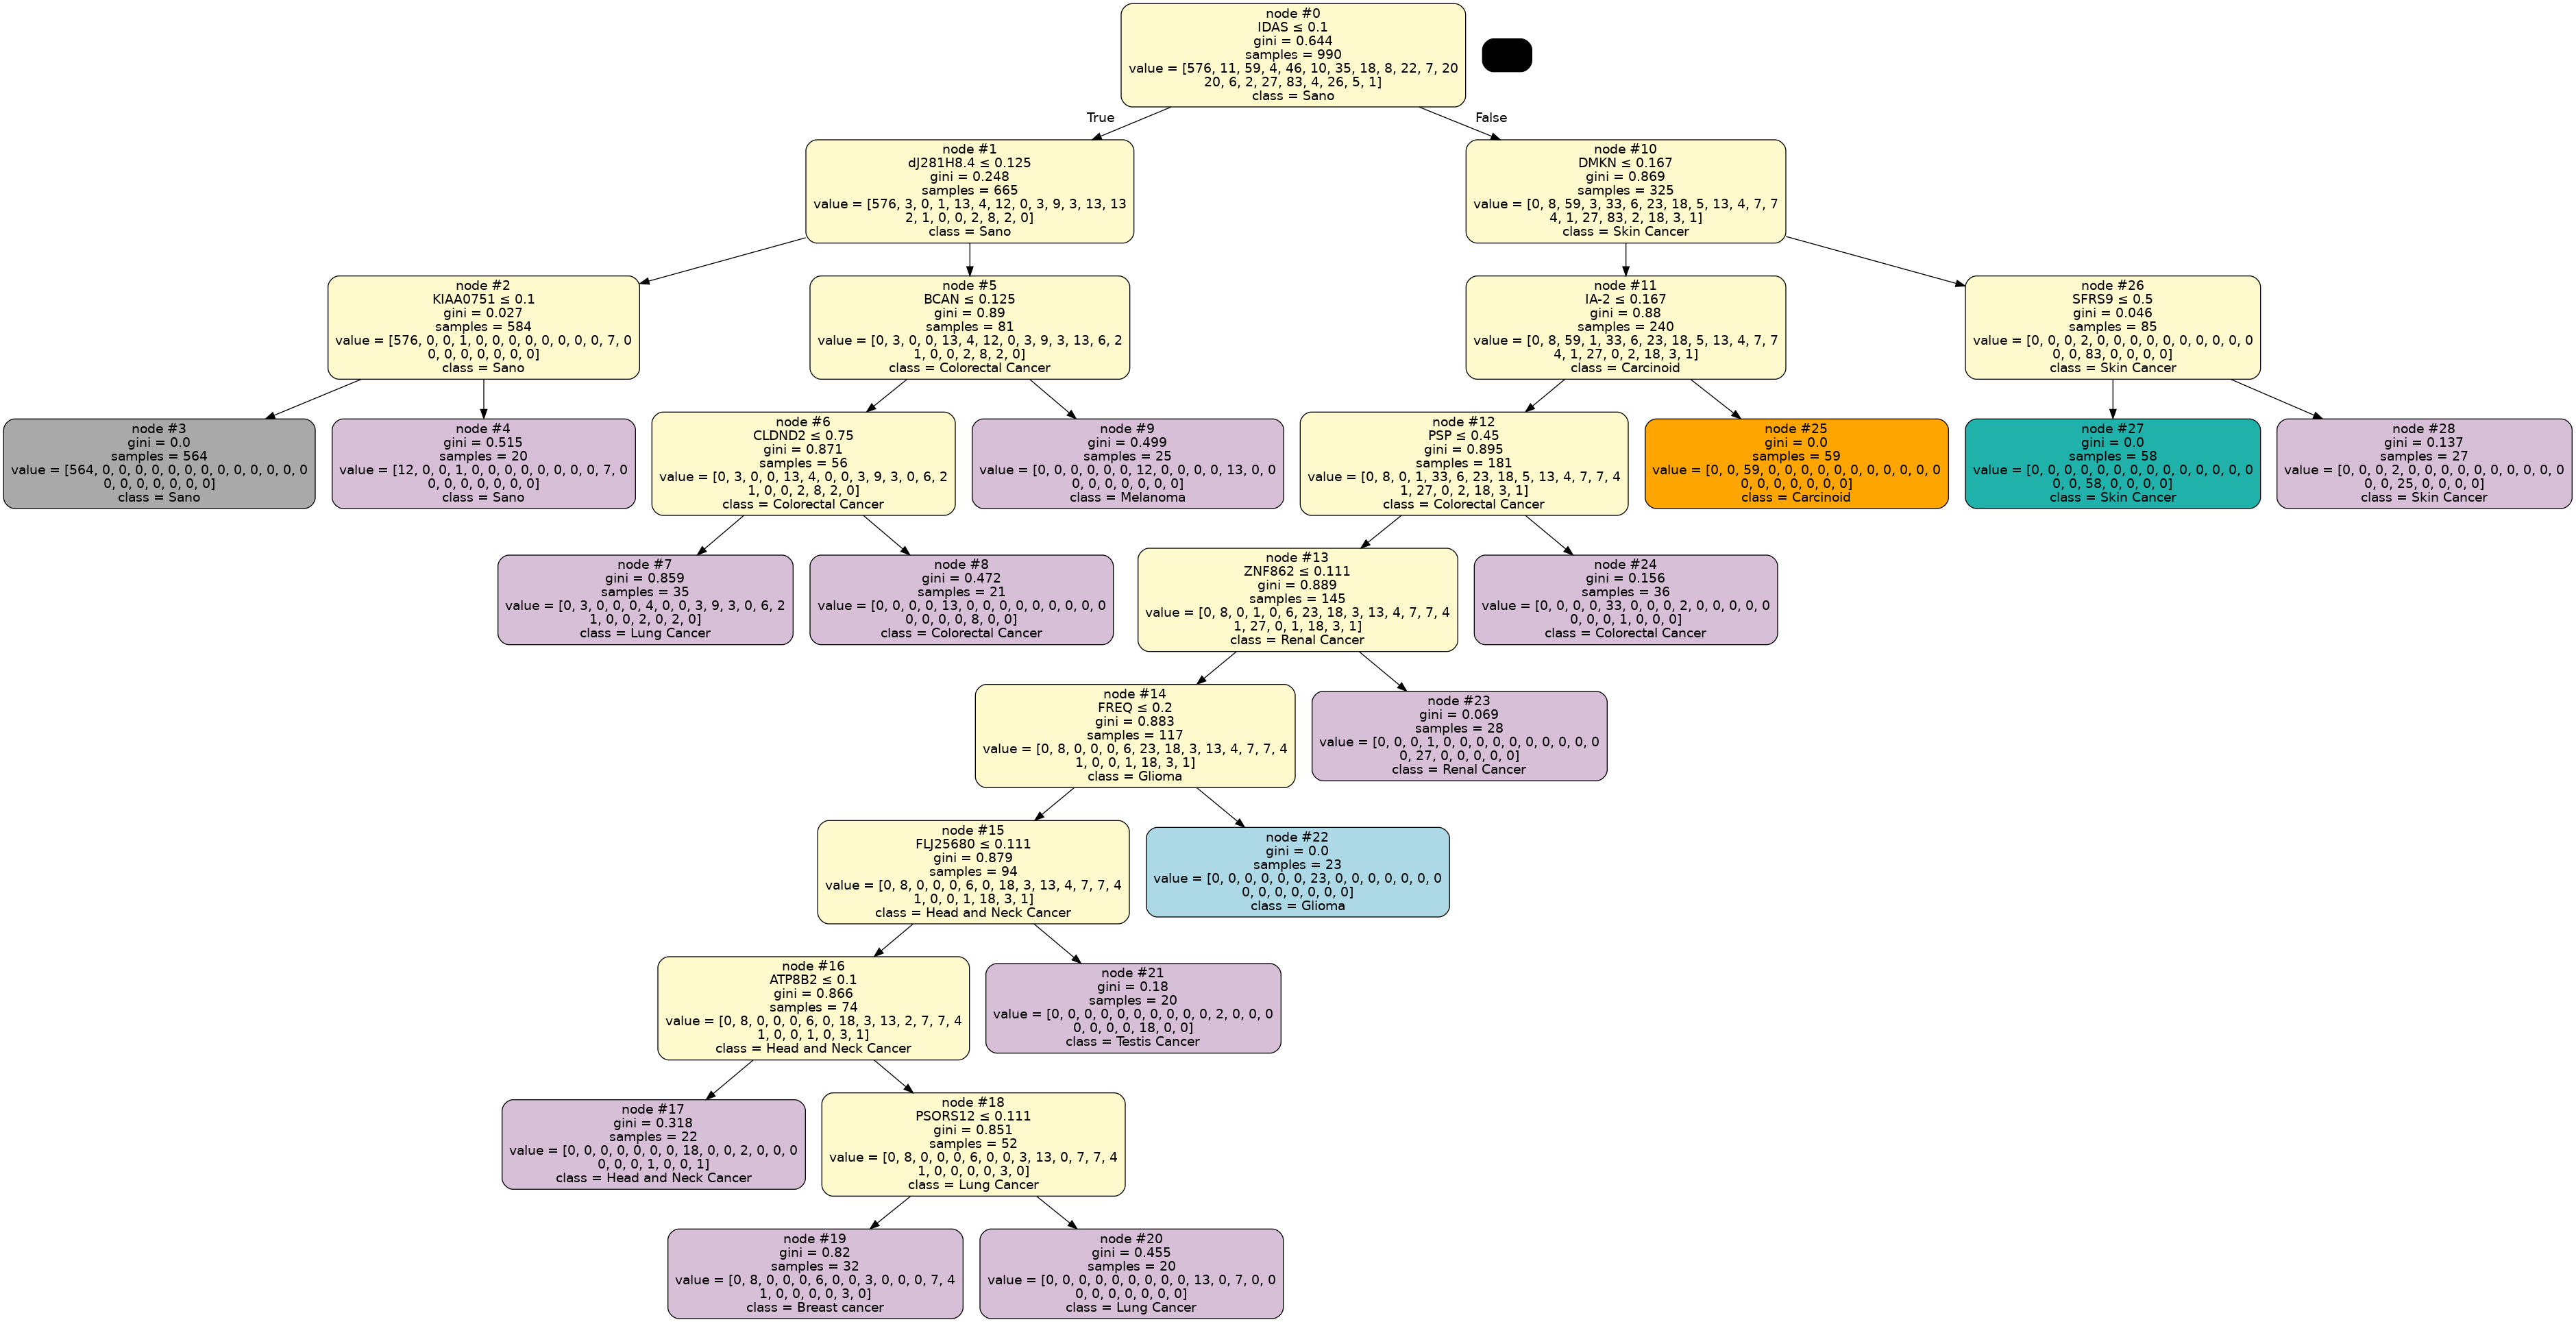 node #0
IDAS ≤ 0.1
gini = 0.644
samples = 990
value = [576, 11, 59, 4, 46, 10, 35, 18, 8, 22, 7, 20
20, 6, 2, 27, 83, 4, 26, 5, 1]
class = Sano
True
False
node #1
dJ281H8.4 ≤ 0.125
gini = 0.248
samples = 665
value = [576, 3, 0, 1, 13, 4, 12, 0, 3, 9, 3, 13, 13
2, 1, 0, 0, 2, 8, 2, 0]
class = Sano
node #10
DMKN ≤ 0.167
gini = 0.869
samples = 325
value = [0, 8, 59, 3, 33, 6, 23, 18, 5, 13, 4, 7, 7
4, 1, 27, 83, 2, 18, 3, 1]
class = Skin Cancer
node #2
KIAA0751 ≤ 0.1
gini = 0.027
samples = 584
value = [576, 0, 0, 1, 0, 0, 0, 0, 0, 0, 0, 0, 7, 0
0, 0, 0, 0, 0, 0, 0]
class = Sano
node #5
BCAN ≤ 0.125
gini = 0.89
samples = 81
value = [0, 3, 0, 0, 13, 4, 12, 0, 3, 9, 3, 13, 6, 2
1, 0, 0, 2, 8, 2, 0]
class = Colorectal Cancer
node #11
IA-2 ≤ 0.167
gini = 0.88
samples = 240
value = [0, 8, 59, 1, 33, 6, 23, 18, 5, 13, 4, 7, 7
4, 1, 27, 0, 2, 18, 3, 1]
class = Carcinoid
node #26
SFRS9 ≤ 0.5
gini = 0.046
samples = 85
value = [0, 0, 0, 2, 0, 0, 0, 0, 0, 0, 0, 0, 0, 0
0, 0, 83, 0, 0, 0, 0]
class = Skin Cancer
node #3
gini = 0.0
samples = 564
value = [564, 0, 0, 0, 0, 0, 0, 0, 0, 0, 0, 0, 0, 0
0, 0, 0, 0, 0, 0, 0]
class = Sano
node #4
gini = 0.515
samples = 20
value = [12, 0, 0, 1, 0, 0, 0, 0, 0, 0, 0, 0, 7, 0
0, 0, 0, 0, 0, 0, 0]
class = Sano
node #6
CLDND2 ≤ 0.75
gini = 0.871
samples = 56
value = [0, 3, 0, 0, 13, 4, 0, 0, 3, 9, 3, 0, 6, 2
1, 0, 0, 2, 8, 2, 0]
class = Colorectal Cancer
node #9
gini = 0.499
samples = 25
value = [0, 0, 0, 0, 0, 0, 12, 0, 0, 0, 0, 13, 0, 0
0, 0, 0, 0, 0, 0, 0]
class = Melanoma
node #12
PSP ≤ 0.45
gini = 0.895
samples = 181
value = [0, 8, 0, 1, 33, 6, 23, 18, 5, 13, 4, 7, 7, 4
1, 27, 0, 2, 18, 3, 1]
class = Colorectal Cancer
node #25
gini = 0.0
samples = 59
value = [0, 0, 59, 0, 0, 0, 0, 0, 0, 0, 0, 0, 0, 0
0, 0, 0, 0, 0, 0, 0]
class = Carcinoid
node #27
gini = 0.0
samples = 58
value = [0, 0, 0, 0, 0, 0, 0, 0, 0, 0, 0, 0, 0, 0
0, 0, 58, 0, 0, 0, 0]
class = Skin Cancer
node #28
gini = 0.137
samples = 27
value = [0, 0, 0, 2, 0, 0, 0, 0, 0, 0, 0, 0, 0, 0
0, 0, 25, 0, 0, 0, 0]
class = Skin Cancer
node #7
gini = 0.859
samples = 35
value = [0, 3, 0, 0, 0, 4, 0, 0, 3, 9, 3, 0, 6, 2
1, 0, 0, 2, 0, 2, 0]
class = Lung Cancer
node #8
gini = 0.472
samples = 21
value = [0, 0, 0, 0, 13, 0, 0, 0, 0, 0, 0, 0, 0, 0
0, 0, 0, 0, 8, 0, 0]
class = Colorectal Cancer
node #13
ZNF862 ≤ 0.111
gini = 0.889
samples = 145
value = [0, 8, 0, 1, 0, 6, 23, 18, 3, 13, 4, 7, 7, 4
1, 27, 0, 1, 18, 3, 1]
class = Renal Cancer
node #24
gini = 0.156
samples = 36
value = [0, 0, 0, 0, 33, 0, 0, 0, 2, 0, 0, 0, 0, 0
0, 0, 0, 1, 0, 0, 0]
class = Colorectal Cancer
node #14
FREQ ≤ 0.2
gini = 0.883
samples = 117
value = [0, 8, 0, 0, 0, 6, 23, 18, 3, 13, 4, 7, 7, 4
1, 0, 0, 1, 18, 3, 1]
class = Glioma
node #23
gini = 0.069
samples = 28
value = [0, 0, 0, 1, 0, 0, 0, 0, 0, 0, 0, 0, 0, 0
0, 27, 0, 0, 0, 0, 0]
class = Renal Cancer
node #15
FLJ25680 ≤ 0.111
gini = 0.879
samples = 94
value = [0, 8, 0, 0, 0, 6, 0, 18, 3, 13, 4, 7, 7, 4
1, 0, 0, 1, 18, 3, 1]
class = Head and Neck Cancer
node #22
gini = 0.0
samples = 23
value = [0, 0, 0, 0, 0, 0, 23, 0, 0, 0, 0, 0, 0, 0
0, 0, 0, 0, 0, 0, 0]
class = Glioma
node #16
ATP8B2 ≤ 0.1
gini = 0.866
samples = 74
value = [0, 8, 0, 0, 0, 6, 0, 18, 3, 13, 2, 7, 7, 4
1, 0, 0, 1, 0, 3, 1]
class = Head and Neck Cancer
node #21
gini = 0.18
samples = 20
value = [0, 0, 0, 0, 0, 0, 0, 0, 0, 0, 2, 0, 0, 0
0, 0, 0, 0, 18, 0, 0]
class = Testis Cancer
node #17
gini = 0.318
samples = 22
value = [0, 0, 0, 0, 0, 0, 0, 18, 0, 0, 2, 0, 0, 0
0, 0, 0, 1, 0, 0, 1]
class = Head and Neck Cancer
node #18
PSORS12 ≤ 0.111
gini = 0.851
samples = 52
value = [0, 8, 0, 0, 0, 6, 0, 0, 3, 13, 0, 7, 7, 4
1, 0, 0, 0, 0, 3, 0]
class = Lung Cancer
node #19
gini = 0.82
samples = 32
value = [0, 8, 0, 0, 0, 6, 0, 0, 3, 0, 0, 0, 7, 4
1, 0, 0, 0, 0, 3, 0]
class = Breast cancer
node #20
gini = 0.455
samples = 20
value = [0, 0, 0, 0, 0, 0, 0, 0, 0, 13, 0, 7, 0, 0
0, 0, 0, 0, 0, 0, 0]
class = Lung Cancer